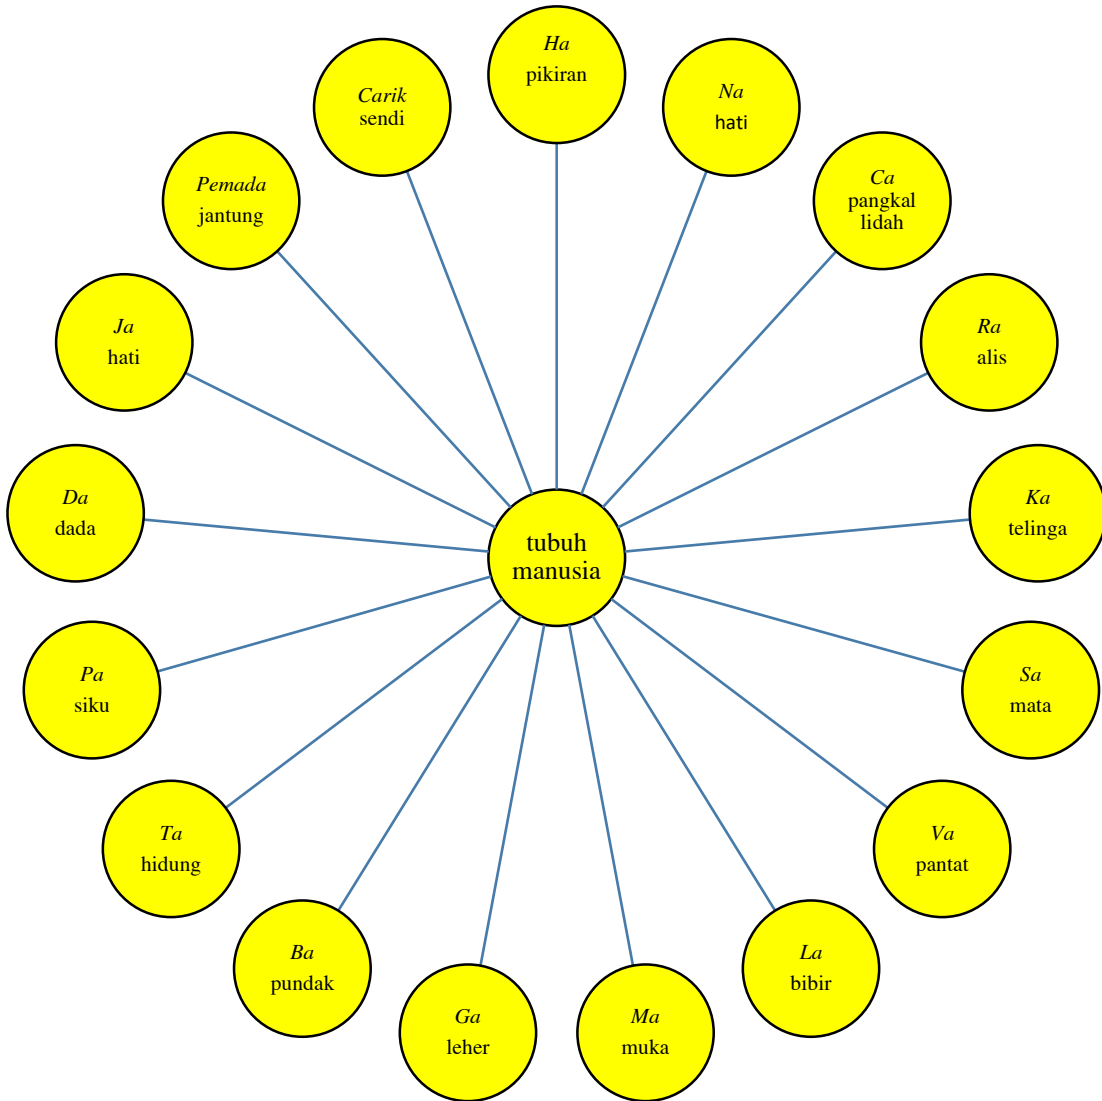 Ha
pikiran
Na
hati
Ca
pangkal
lidah
Ra
alis
Ka
telinga
Sa
mata
Va
pantat
La
bibir
Ma
muka
Ga
leher
Ba
pundak
Ta
hidung
Pa
siku
Da
dada
Ja
hati
Pemada
jantung
Carik
sendi
tubuh
manusia